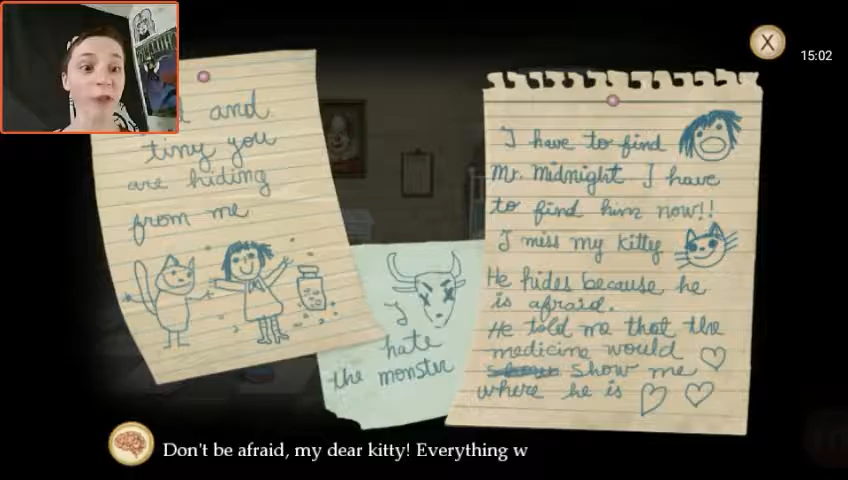 and
tiny you
are hiding
from me
I
hate
the monster
I have to find
Mr. Midnight I have
to find him now!!
I miss my kitty
He hides because he
is afraid.
He told me that the
medicine would
show me
where he is
Don't be afraid, my dear kitty! Everything w
X
15:02